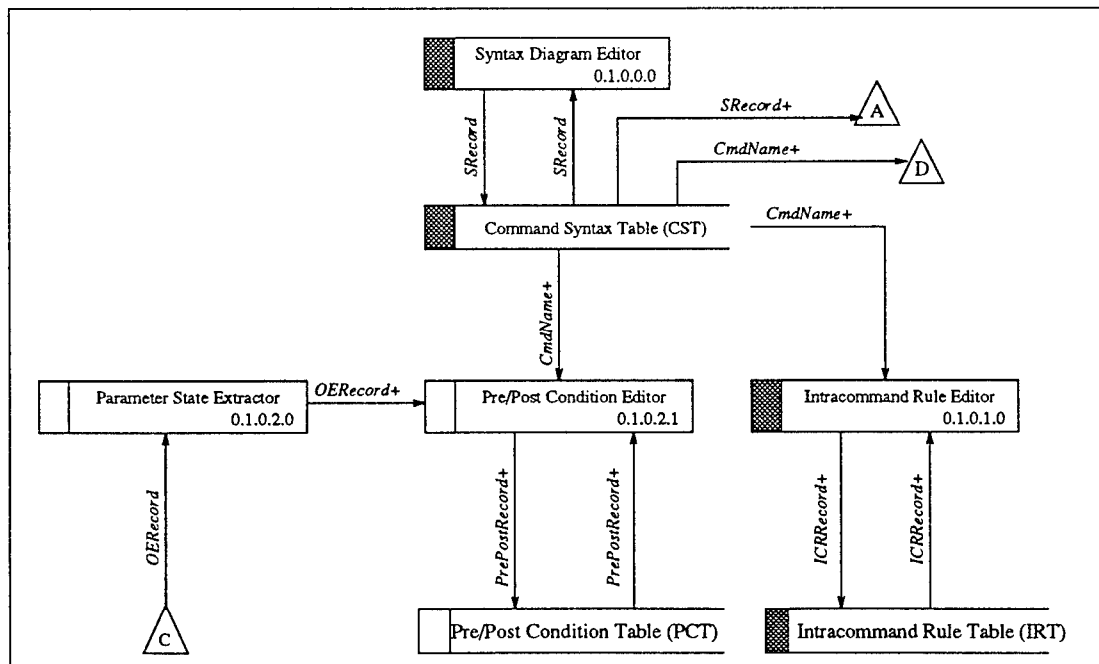 Syntax Diagram Editor
0.1.0.0.0
SRecord
SRecord
SRecord+
A
CmdName+
D
CmdName+
Command Syntax Table (CST)
CmdName+
Parameter State Extractor
0.1.0.2.0
OERecord+
Pre/Post Condition Editor
0.1.0.2.1
Intracommand Rule Editor
0.1.0.1.0
OERecord
PrePostRecord+
PrePostRecord+
ICRRecord+
ICRRecord+
C
Pre/Post Condition Table (PCT)
Intracommand Rule Table (IRT)